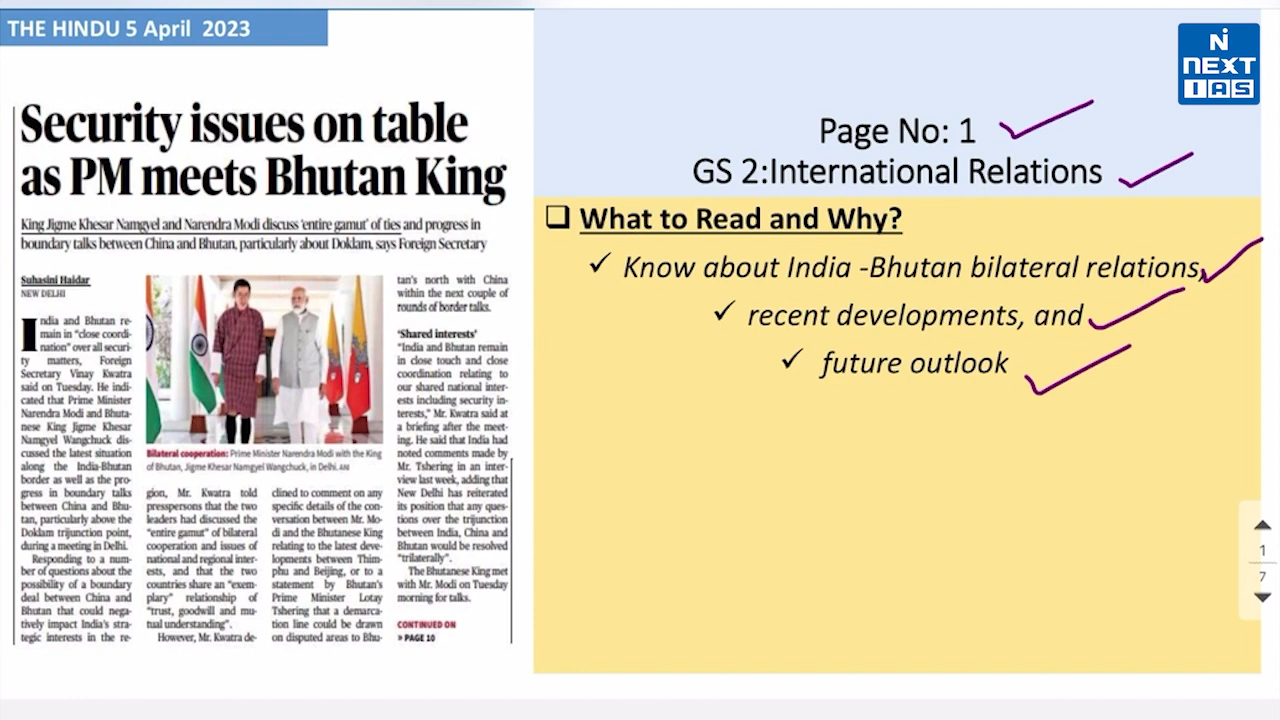 THE HINDU 5 April 2023
Security issues on table
as PM meets Bhutan King
King Jigme Khesar Namgyel and Narendra Modi discuss ‘entire gamut’ of ties and progress in
boundary talks between China and Bhutan, particularly about Doklam, says Foreign Secretary
Suhasini Haidar
NEW DELHI
India and Bhutan re-
main in “close coordi-
nation” over all securi-
ty matters, Foreign
Secretary Vinay Kwatra
said on Tuesday. He indi-
cated that Prime Minister
Narendra Modi and Bhuta-
nese King Jigme Khesar
Namgyel Wangchuck dis-
cussed the latest situation
along the India-Bhutan
border as well as the pro-
gress in boundary talks
between China and Bhu-
tan, particularly above the
Doklam trijunction point,
during a meeting in Delhi.
Responding to a num-
ber of questions about the
possibility of a boundary
deal between China and
Bhutan that could nega-
tively impact India’s stra-
tegic interests in the re-
Bilateral cooperation: Prime Minister Narendra Modi with the King
of Bhutan, Jigme Khesar Namgyel Wangchuck, in Delhi. ANI
gion, Mr. Kwatra told
presspersons that the two
leaders had discussed the
“entire gamut” of bilateral
cooperation and issues of
national and regional inter-
ests, and that the two
countries share an “exem-
plary” relationship of
“trust, goodwill and mu-
tual understanding”.
However, Mr. Kwatra de-
clined to comment on any
specific details of the con-
versation between Mr. Mo-
di and the Bhutanese King
relating to the latest deve-
lopments between Thim-
phu and Beijing, or to a
statement by Bhutan’s
Prime Minister Lotay
Tshering that a demarca-
tion line could be drawn
on disputed areas to Bhu-
tan’s north with China
within the next couple of
rounds of border talks.
‘Shared interests’
“India and Bhutan remain
in close touch and close
coordination relating to
our shared national inter-
ests including security in-
terests,” Mr. Kwatra said at
a briefing after the meet-
ing. He said that India had
noted comments made by
Mr. Tshering in an inter-
view last week, adding that
New Delhi has reiterated
its position that any ques-
tions over the trijunction
between India, China and
Bhutan would be resolved
“trilaterally”.
The Bhutanese King met
with Mr. Modi on Tuesday
morning for talks.
CONTINUED ON
» PAGE 10
NEXT
IAS
Page No: 1
GS 2:International Relations
What to Read and Why?
Know about India -Bhutan bilateral relations,
recent developments, and
future outlook
1
7